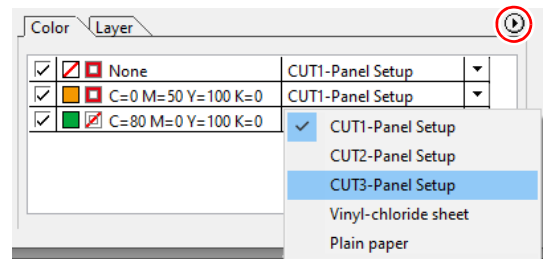 Color Layer
None CUT1-Panel Setup
C=0 M=50 Y=100 K=0 CUT1-Panel Setup
C=80 M=0 Y=100 K=0
CUT1-Panel Setup
CUT2-Panel Setup
CUT3-Panel Setup
Vinyl-chloride sheet
Plain paper